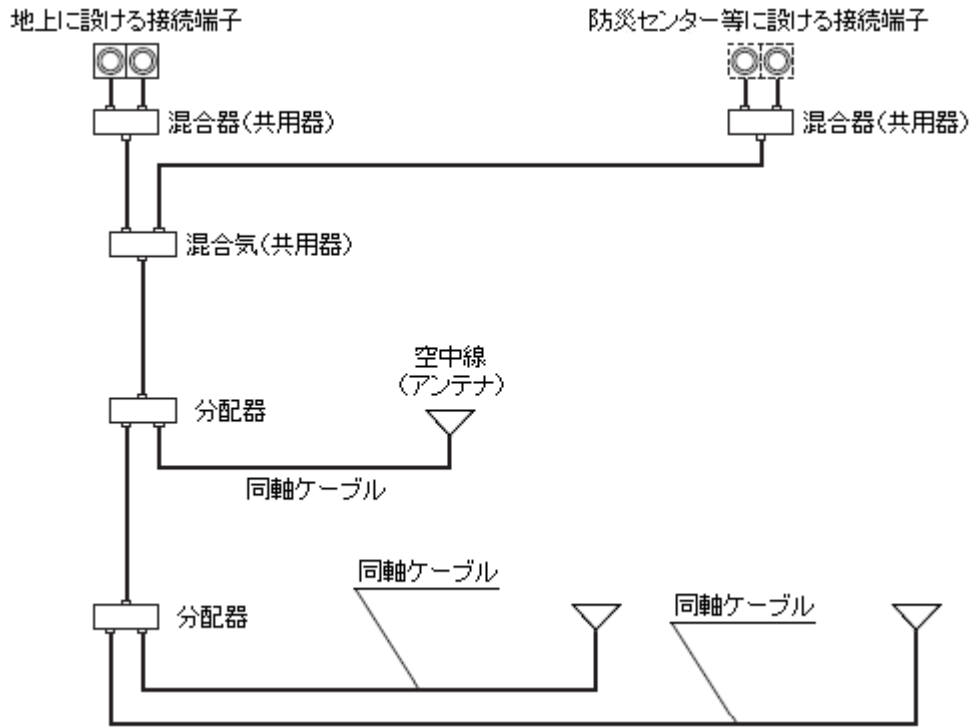 地上に設ける接続端子
防災センター等に設ける接続端子
混合器(共用器)
混合器(共用器)
混合気(共用器)
空中線
(アンテナ)
分配器
同軸ケーブル
同軸ケーブル
同軸ケーブル
分配器